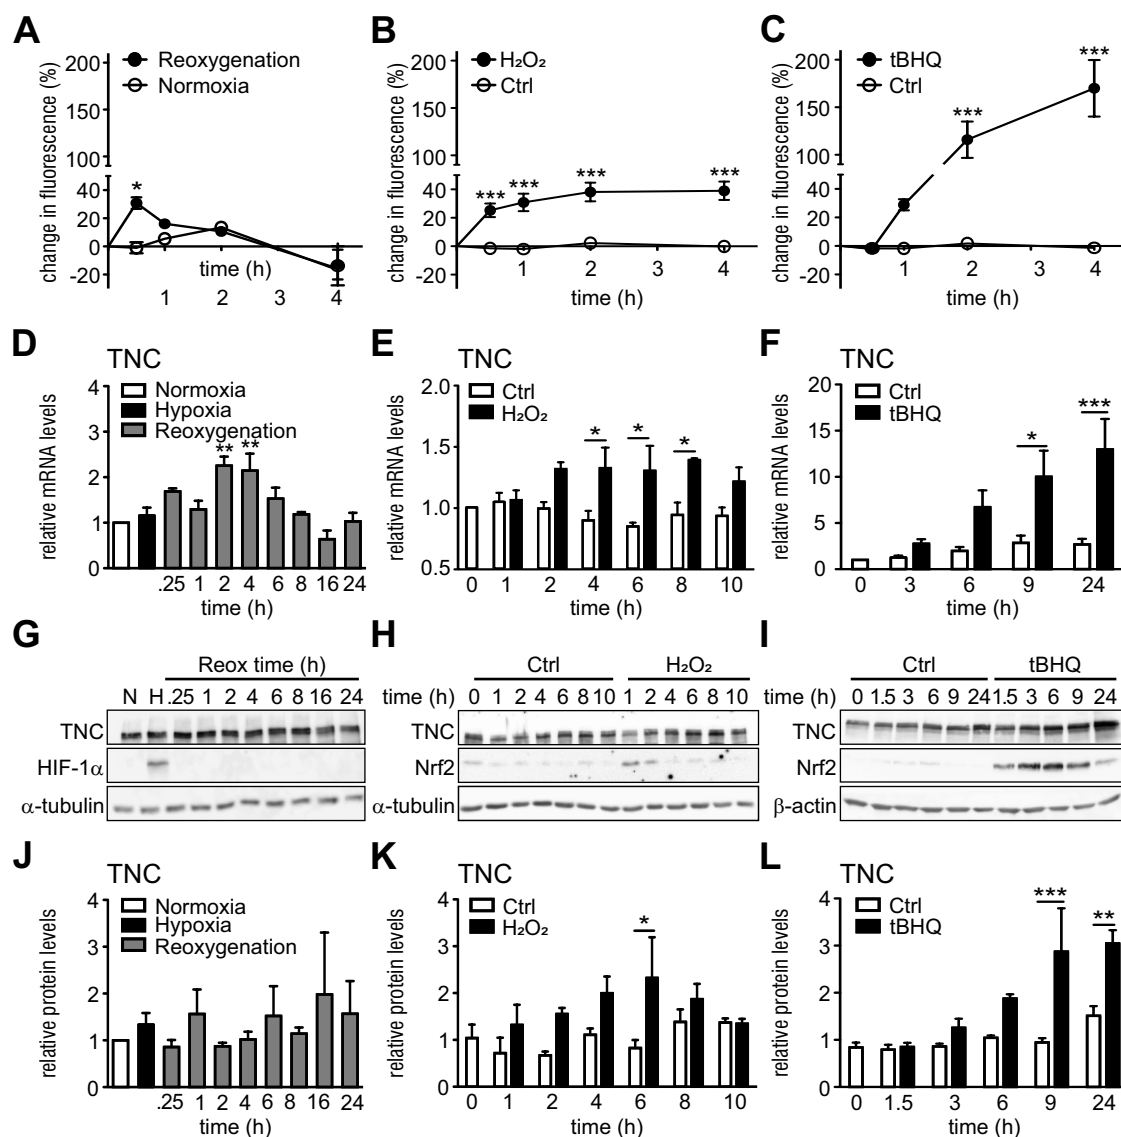 A
change in fluorescence (%)
200
150
100
40
20
0
-20
Reoxygenation
Normoxia
*
time (h)
1 2 3 4
B
change in fluorescence (%)
200
150
100
40
20
0
-20
H₂O₂
Ctrl
*** *** *** ***
1 2 3 4
time (h)
C
change in fluorescence (%)
200
150
100
40
20
0
-20
tBHQ
Ctrl
*** ***
1 2 3 4
time (h)
D
TNC
relative mRNA levels
4
3
2
1
0
Normoxia
Hypoxia
Reoxygenation
** **
.25 1 2 4 6 8 16 24
time (h)
E
TNC
relative mRNA levels
2.0
1.5
1.0
0.5
Ctrl
H₂O₂
* * *
0 1 2 4 6 8 10
time (h)
F
TNC
relative mRNA levels
20
15
10
5
0
Ctrl
tBHQ
* ***
0 3 6 9 24
time (h)
G
Reox time (h)
N H .25 1 2 4 6 8 16 24
TNC
HIF-1α
α-tubulin
H
Ctrl H₂O₂
time (h) 0 1 2 4 6 8 10 1 2 4 6 8 10
TNC
Nrf2
α-tubulin
I
Ctrl tBHQ
time (h) 0 1.5 3 6 9 24 1.5 3 6 9 24
TNC
Nrf2
β-actin
J
TNC
relative protein levels
4
3
2
1
0
Normoxia
Hypoxia
Reoxygenation
.25 1 2 4 6 8 16 24
time (h)
K
TNC
relative protein levels
4
3
2
1
0
Ctrl
H₂O₂
*
0 1 2 4 6 8 10
time (h)
L
TNC
relative protein levels
4
3
2
1
0
Ctrl
tBHQ
*** **
0 1.5 3 6 9 24
time (h)